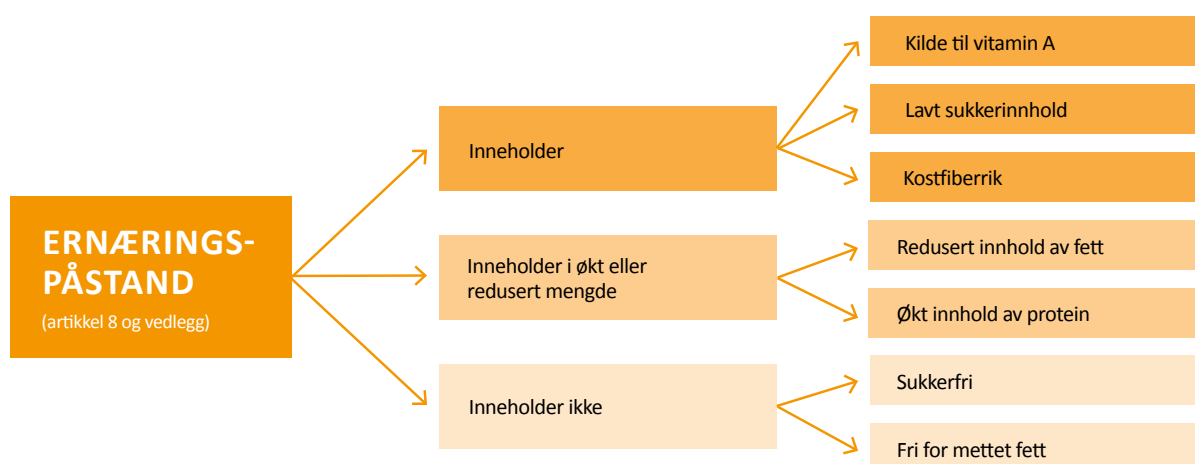 ERNÆRINGS-
PÅSTAND
(artikkel 8 og vedlegg)
Inneholder
Kilde til vitamin A
Lavt sukkerinnhold
Kostfiberrik
Inneholder i økt eller
redusert mengde
Redusert innhold av fett
Økt innhold av protein
Inneholder ikke
Sukkerfri
Fri for mettet fett